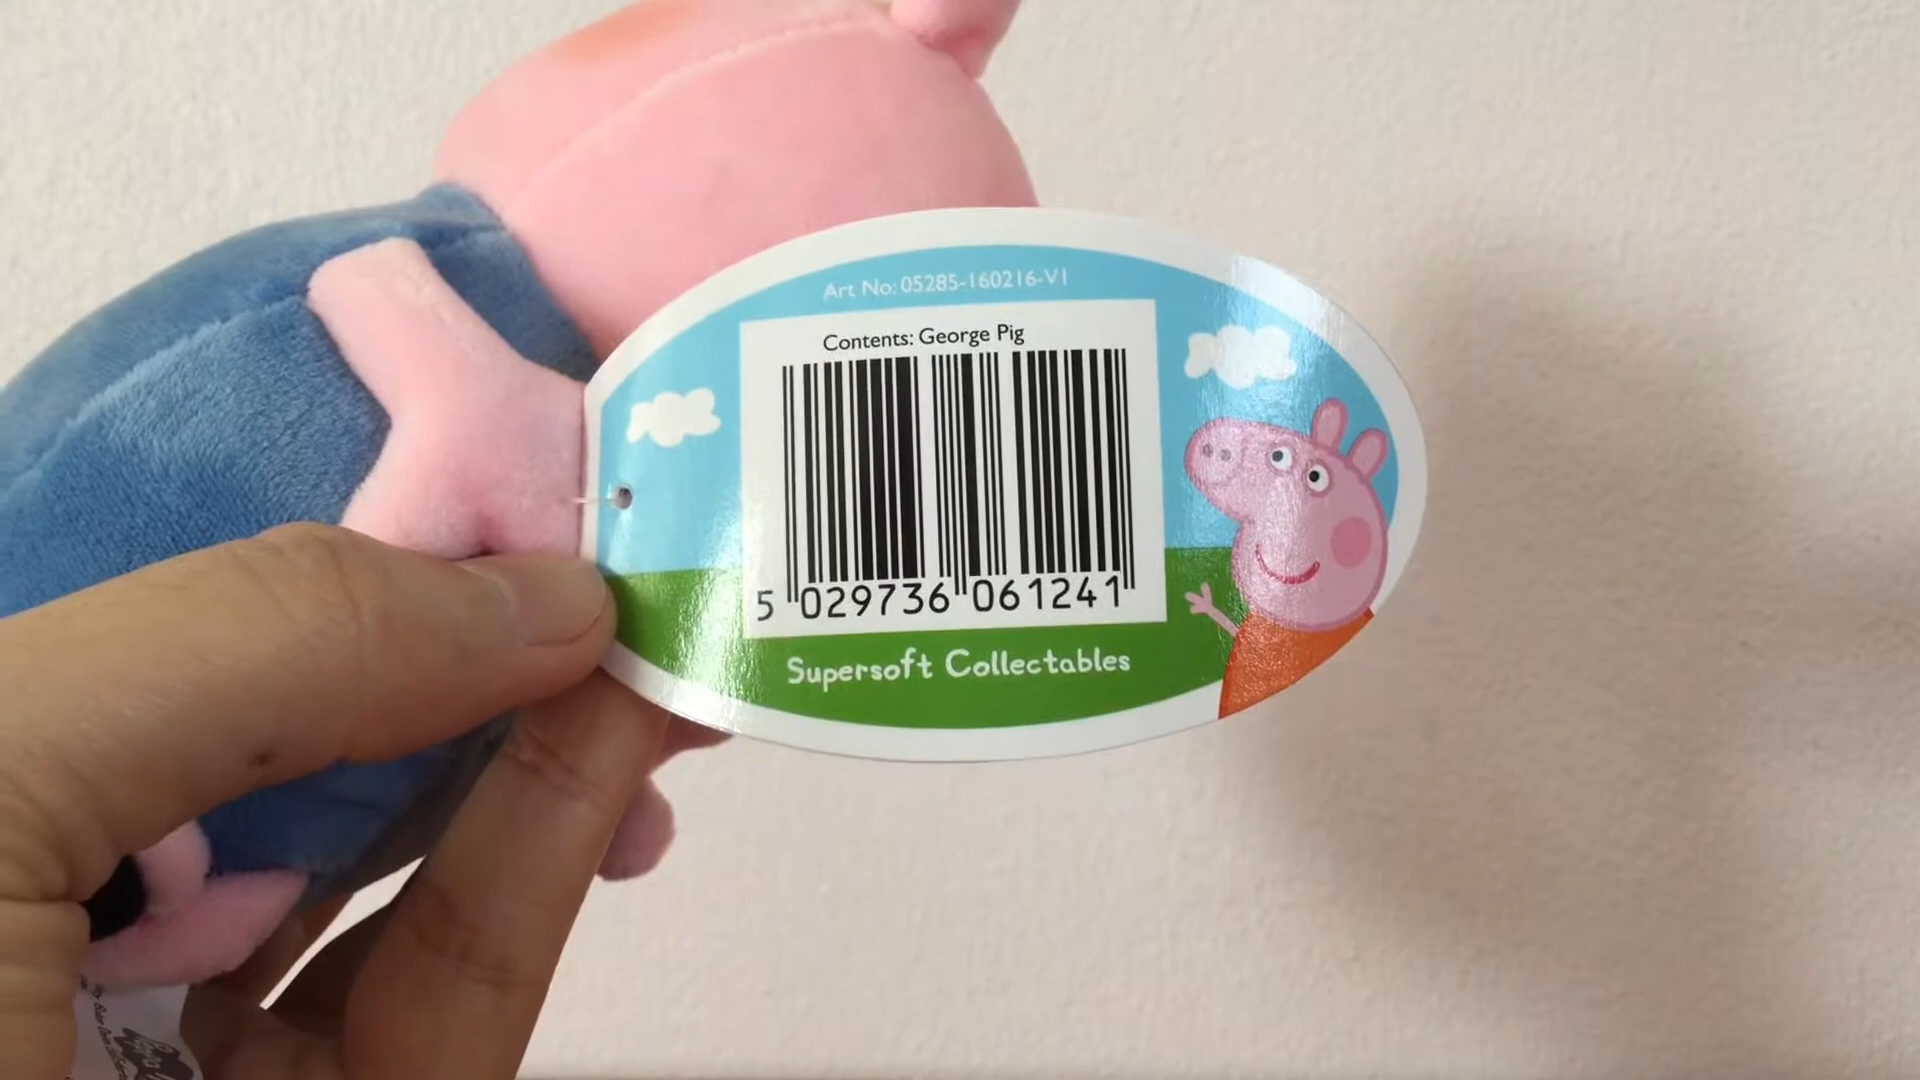 Art No: 05285-160216-V1
Contents: George Pig
5 029736 061241
Supersoft Collectables